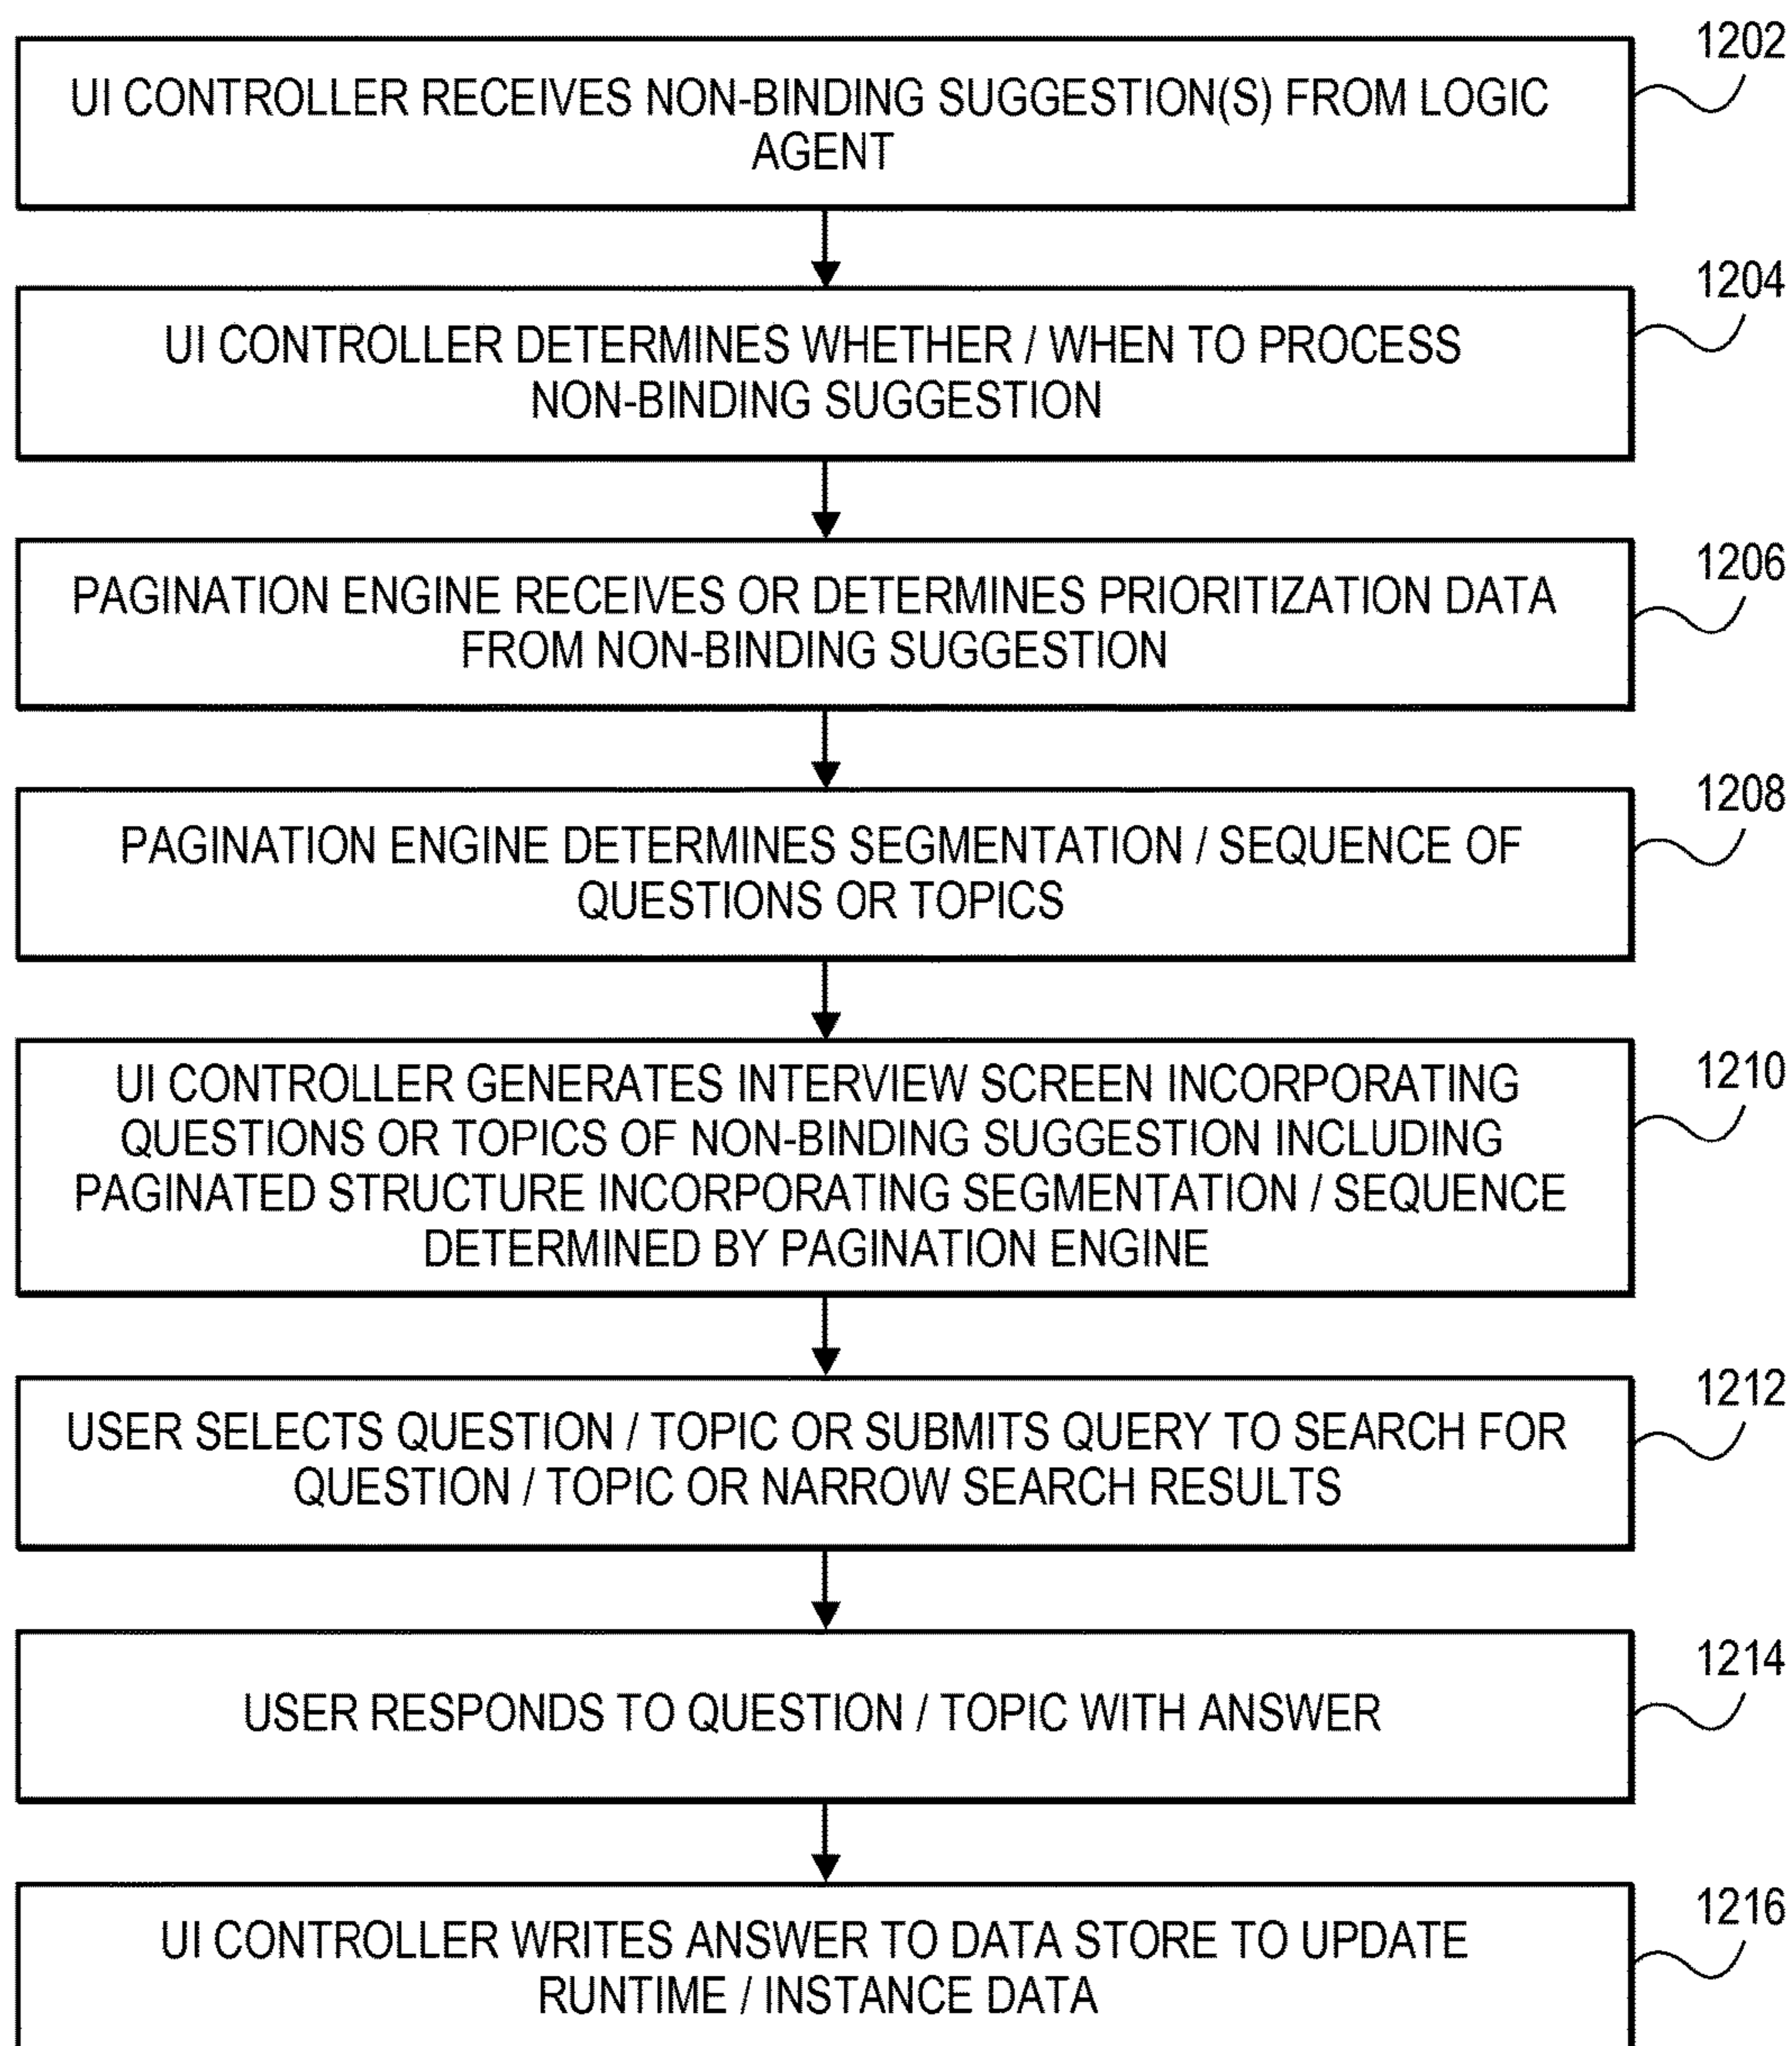 1202
UI CONTROLLER RECEIVES NON-BINDING SUGGESTION(S) FROM LOGIC
AGENT
1204
UI CONTROLLER DETERMINES WHETHER / WHEN TO PROCESS
NON-BINDING SUGGESTION
1206
PAGINATION ENGINE RECEIVES OR DETERMINES PRIORITIZATION DATA
FROM NON-BINDING SUGGESTION
1208
PAGINATION ENGINE DETERMINES SEGMENTATION / SEQUENCE OF
QUESTIONS OR TOPICS
1210
UI CONTROLLER GENERATES INTERVIEW SCREEN INCORPORATING
QUESTIONS OR TOPICS OF NON-BINDING SUGGESTION INCLUDING
PAGINATED STRUCTURE INCORPORATING SEGMENTATION / SEQUENCE
DETERMINED BY PAGINATION ENGINE
1212
USER SELECTS QUESTION / TOPIC OR SUBMITS QUERY TO SEARCH FOR
QUESTION / TOPIC OR NARROW SEARCH RESULTS
1214
USER RESPONDS TO QUESTION / TOPIC WITH ANSWER
1216
UI CONTROLLER WRITES ANSWER TO DATA STORE TO UPDATE
RUNTIME / INSTANCE DATA